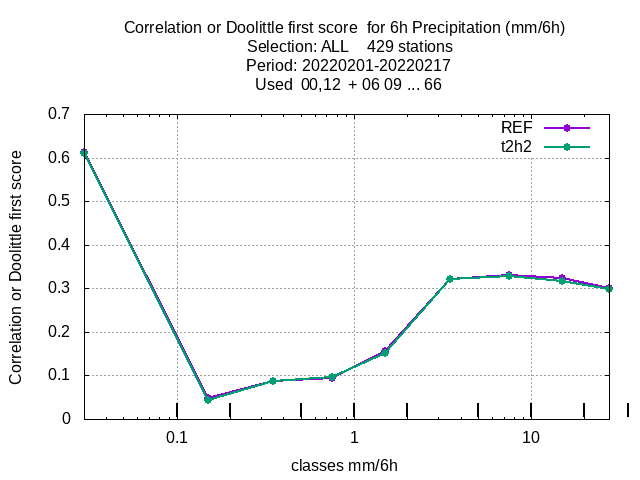 Correlation or Doolittle first score  for 6h Precipitation (mm/6h)
Selection: ALL    429 stations
Period: 20220201-20220217
Used  00,12  + 06 09 ... 66
0.7
0.6
0.5
0.4
0.3
0.2
0.1
0
Correlation or Doolittle first score
REF
t2h2
0.1
1
10
classes mm/6h